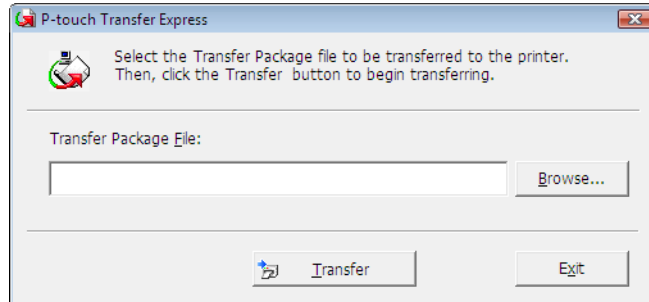 P-touch Transfer Express
Select the Transfer Package file to be transferred to the printer.
Then, click the Transfer button to begin transferring.
Transfer Package File:
Browse...
Transfer
Exit